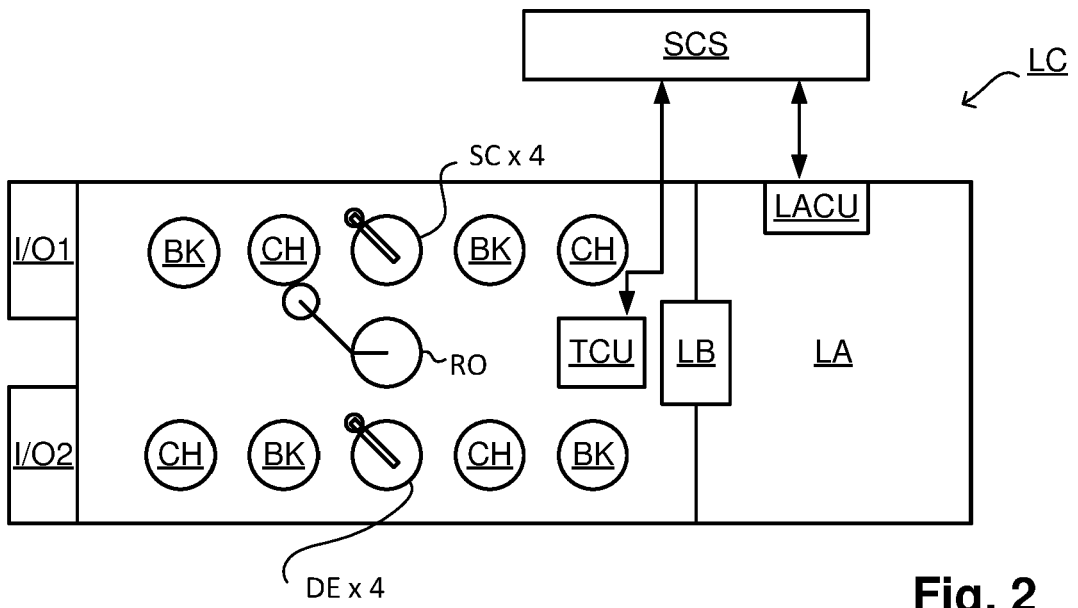 SCS
LC
SC x 4
LACU
I/O1
BK
CH
BK
CH
RO
TCU
LB
LA
I/O2
CH
BK
CH
BK
DE x 4
Fig. 2